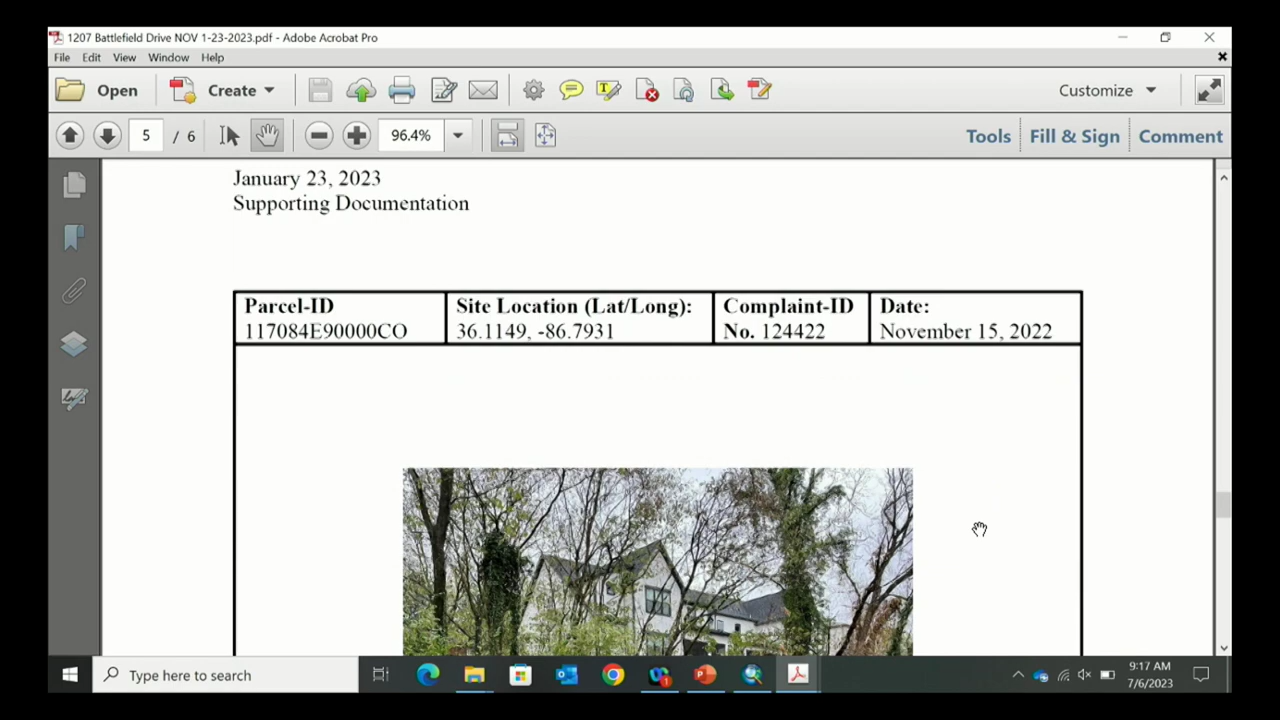 1207 Battlefield Drive NOV 1-23-2023.pdf - Adobe Acrobat Pro
File Edit View Window Help
Open Create Customize
5 / 6 96.4% Tools Fill & Sign Comment
January 23, 2023
Supporting Documentation
Parcel-ID Site Location (Lat/Long): Complaint-ID Date:
117084E90000CO 36.1149, -86.7931 No. 124422 November 15, 2022
Type here to search
9:17 AM
7/6/2023